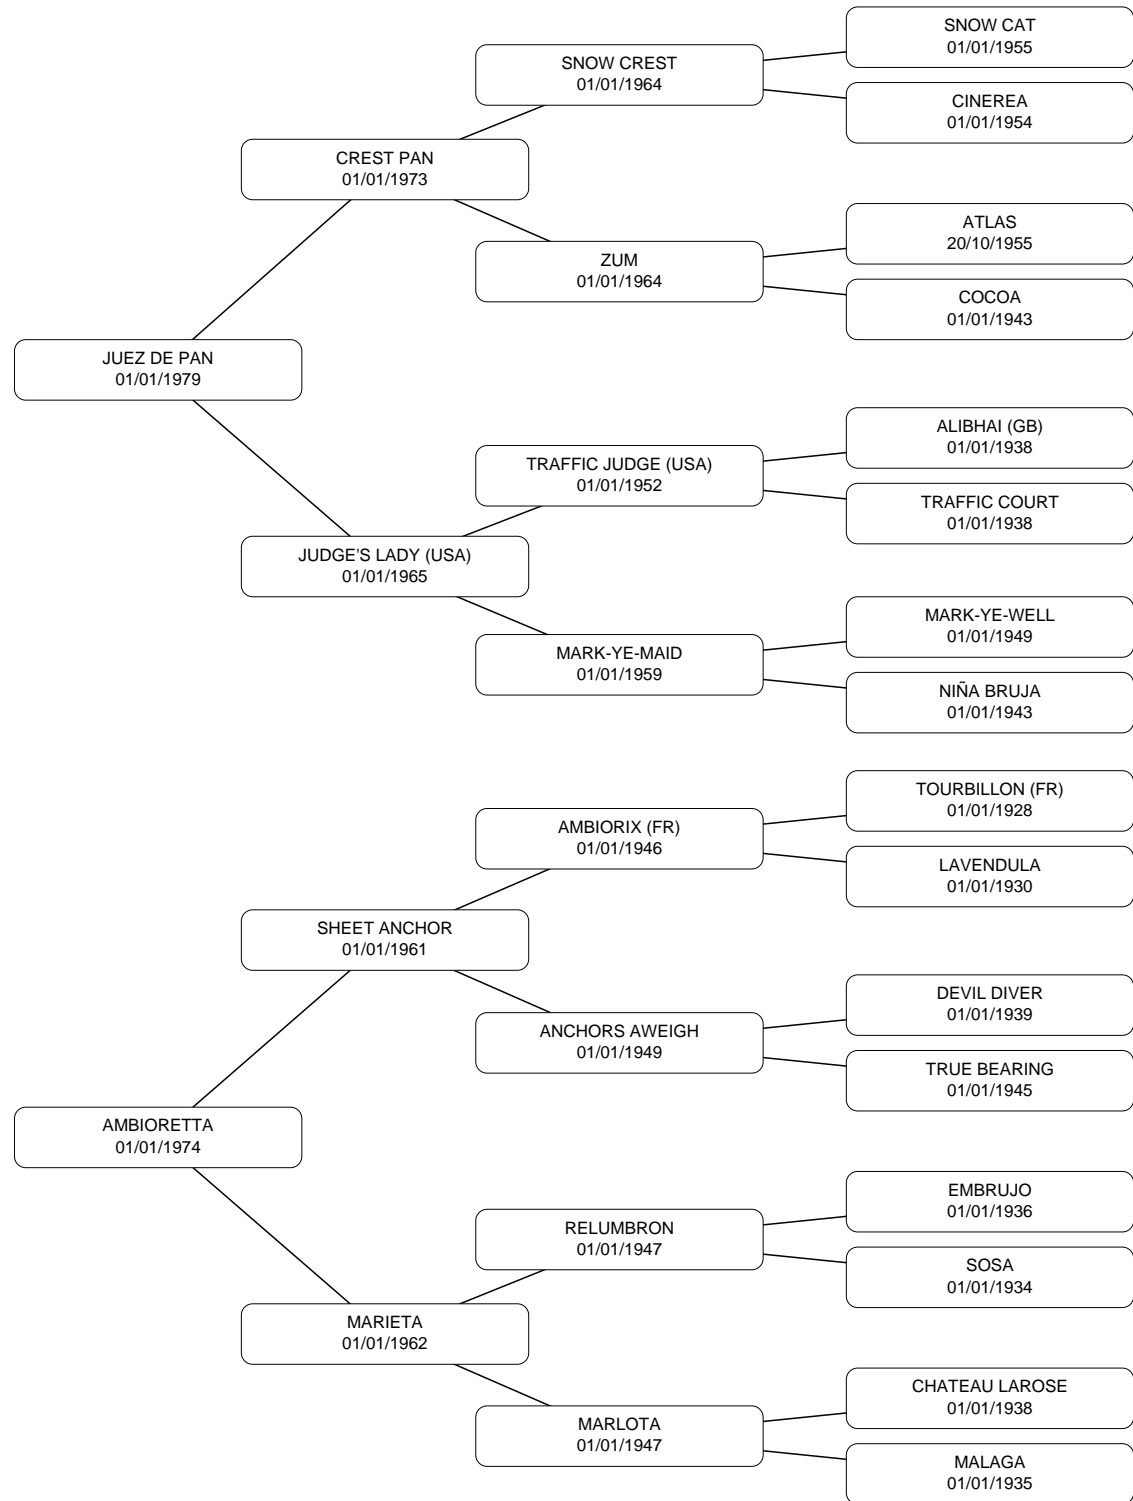 SNOW CAT
01/01/1955
SNOW CREST
01/01/1964
CINEREA
01/01/1954
CREST PAN
01/01/1973
ATLAS
20/10/1955
ZUM
01/01/1964
COCOA
01/01/1943
JUEZ DE PAN
01/01/1979
ALIBHAI (GB)
01/01/1938
TRAFFIC JUDGE (USA)
01/01/1952
TRAFFIC COURT
01/01/1938
JUDGE'S LADY (USA)
01/01/1965
MARK-YE-WELL
01/01/1949
MARK-YE-MAID
01/01/1959
NIÑA BRUJA
01/01/1943
TOURBILLON (FR)
01/01/1928
AMBIORIX (FR)
01/01/1946
LAVENDULA
01/01/1930
SHEET ANCHOR
01/01/1961
DEVIL DIVER
01/01/1939
ANCHORS AWEIGH
01/01/1949
TRUE BEARING
01/01/1945
AMBIORETTA
01/01/1974
EMBRUJO
01/01/1936
RELUMBRON
01/01/1947
SOSA
01/01/1934
MARIETA
01/01/1962
CHATEAU LAROSE
01/01/1938
MARLOTA
01/01/1947
MALAGA
01/01/1935